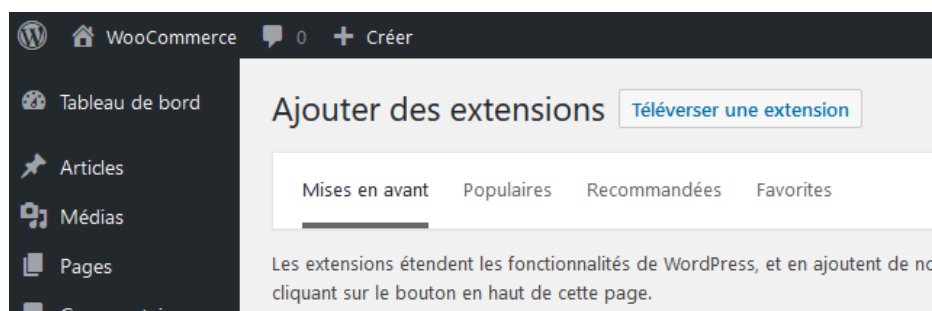 WooCommerce 0 + Créer
Tableau de bord
Ajouter des extensions Téléverser une extension
Articles
Mises en avant Populaires Recommandées Favorites
Médias
Pages
Les extensions étendent les fonctionnalités de WordPress, et en ajoutent de
cliquant sur le bouton en haut de cette page.